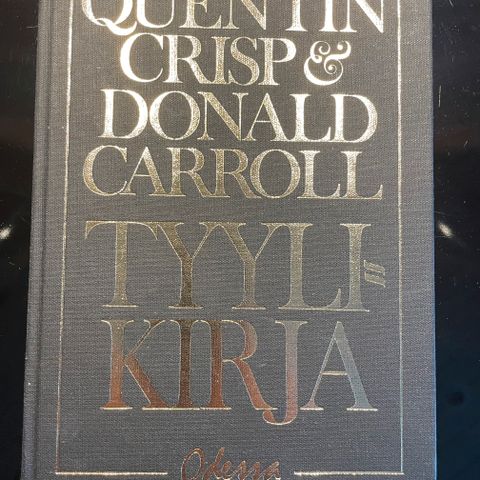 QUENTIN
CRISP &
DONALD
CARROLL
TYYLI=
KIRJA
Odessa